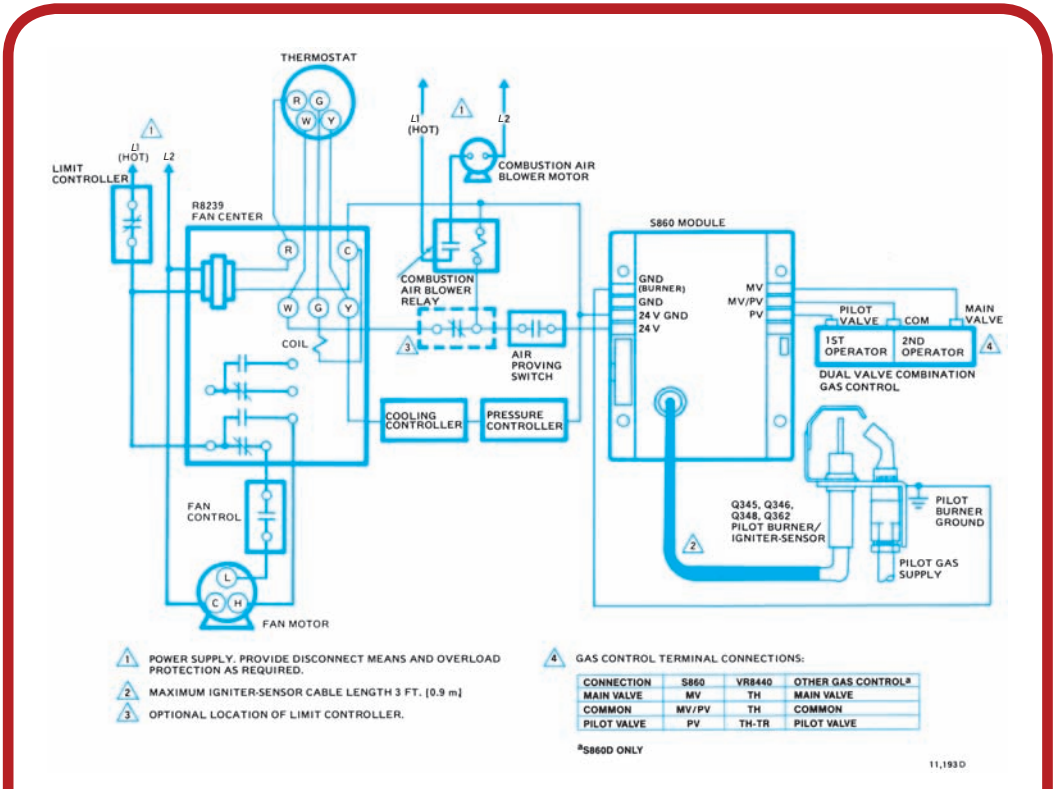 THERMOSTAT
R G
W Y
1
L1
(HOT)
L2
COMBUSTION AIR
BLOWER MOTOR
1
L1
(HOT)
L2
LIMIT
CONTROLLER
R8239
FAN CENTER
R
C
W G Y
COIL
COMBUSTION
AIR BLOWER
RELAY
3
AIR
PROVING
SWITCH
COOLING
CONTROLLER
PRESSURE
CONTROLLER
FAN
CONTROL
L
C H
FAN MOTOR
S860 MODULE
GND
(BURNER)
GND
24 V GND
24 V
MV
MV/PV
PV
PILOT
VALVE
COM
MAIN
VALVE
1ST
OPERATOR
2ND
OPERATOR
4
DUAL VALVE COMBINATION
GAS CONTROL
Q345, Q346,
Q348, Q362
PILOT BURNER/
IGNITER-SENSOR
PILOT
BURNER
GROUND
2
PILOT GAS
SUPPLY
1 POWER SUPPLY. PROVIDE DISCONNECT MEANS AND OVERLOAD
PROTECTION AS REQUIRED.
2 MAXIMUM IGNITER-SENSOR CABLE LENGTH 3 FT. [0.9 m]
3 OPTIONAL LOCATION OF LIMIT CONTROLLER.
4 GAS CONTROL TERMINAL CONNECTIONS:
CONNECTION S860 VR8440 OTHER GAS CONTROLa
MAIN VALVE MV TH MAIN VALVE
COMMON MV/PV TH COMMON
PILOT VALVE PV TH-TR PILOT VALVE
aS860D ONLY
11,193D